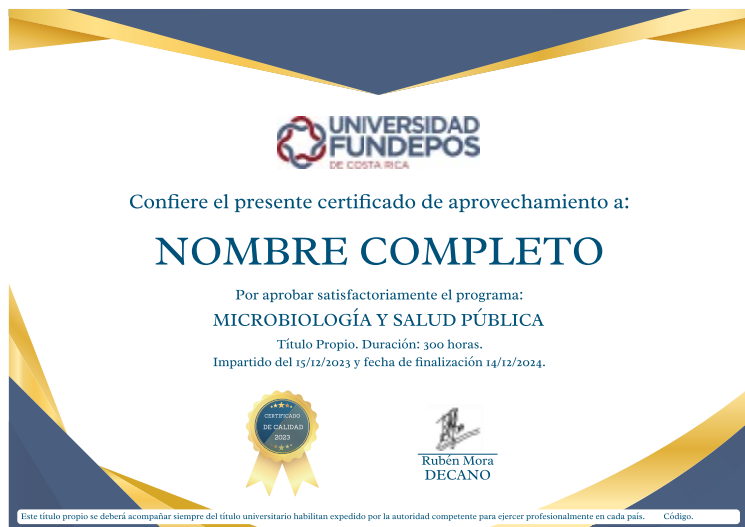 UNIVERSIDAD
FUNDEPOS
DE COSTA RICA
Confiere el presente certificado de aprovechamiento a:
NOMBRE COMPLETO
Por aprobar satisfactoriamente el programa:
MICROBIOLOGÍA Y SALUD PÚBLICA
Título Propio. Duración: 300 horas.
Impartido del 15/12/2023 y fecha de finalización 14/12/2024.
CERTIFICADO
DE CALIDAD
2023
Rubén Mora
DECANO
Este título propio se deberá acompañar siempre del título universitario habilitan expedido por la autoridad competente para ejercer profesionalmente en cada país. Código.